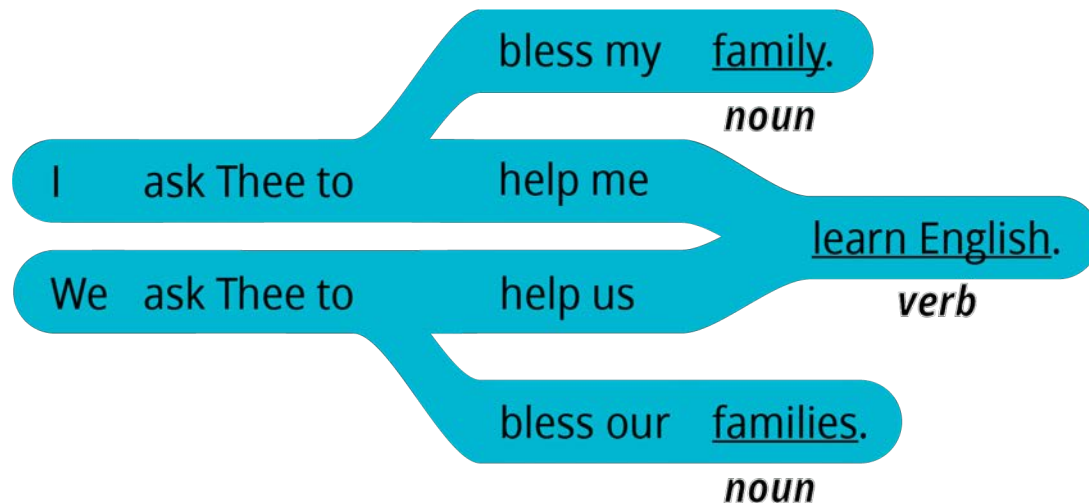 bless my family.
noun
I ask Thee to help me
learn English.
verb
We ask Thee to help us
bless our families.
noun